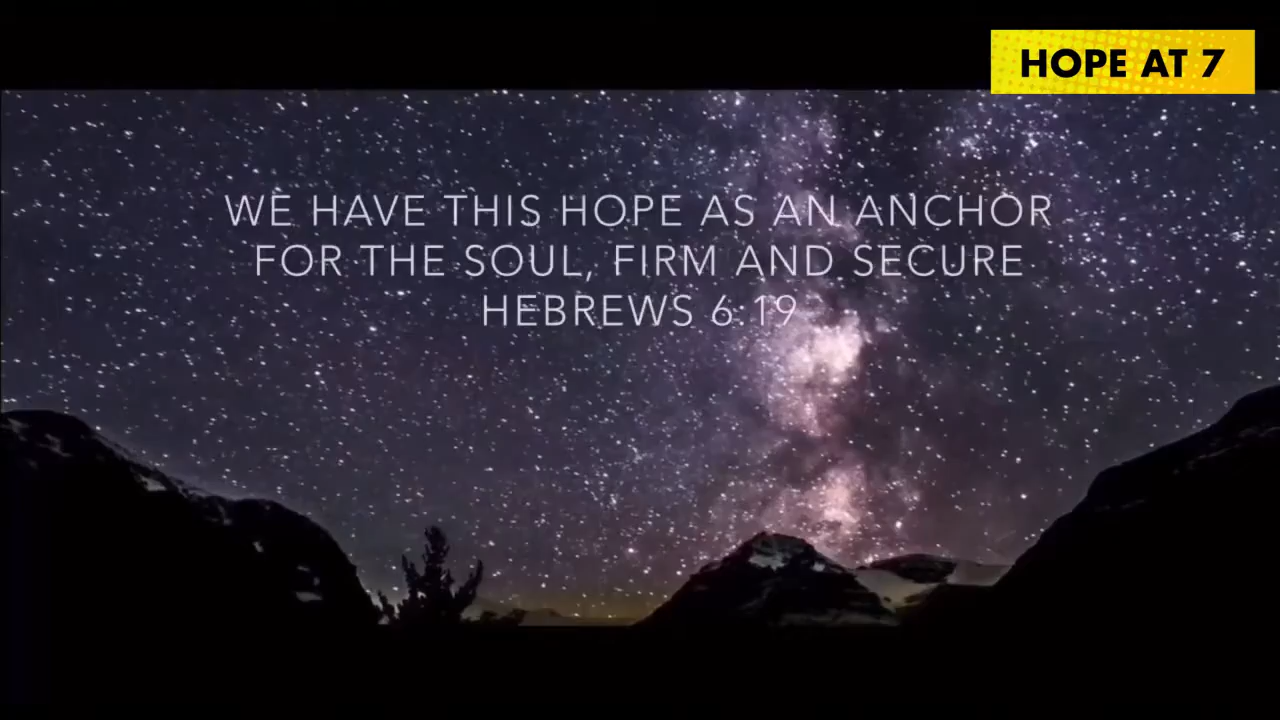 HOPE AT 7
WE HAVE THIS HOPE AS AN ANCHOR
FOR THE SOUL, FIRM AND SECURE
HEBREWS 6:19